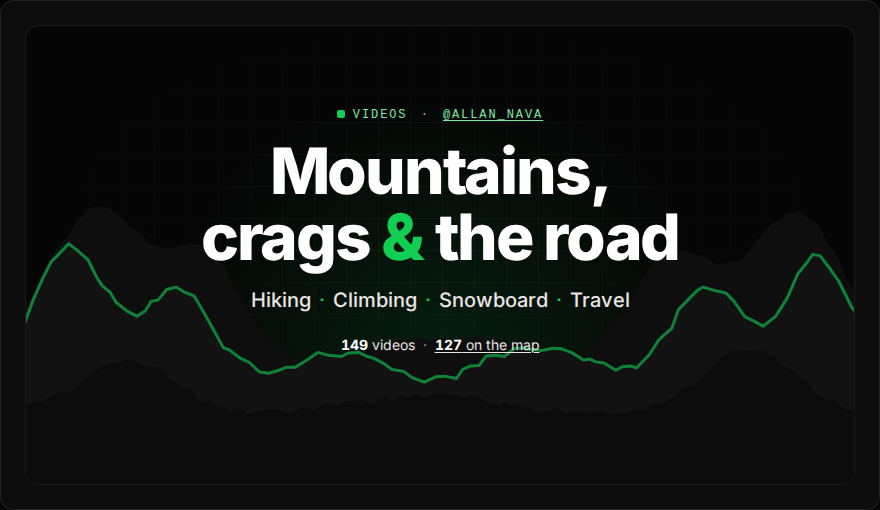 VIDEOS · @ALLAN_NAVA
Mountains,
crags & the road
Hiking · Climbing · Snowboard · Travel
149 videos · 127 on the map